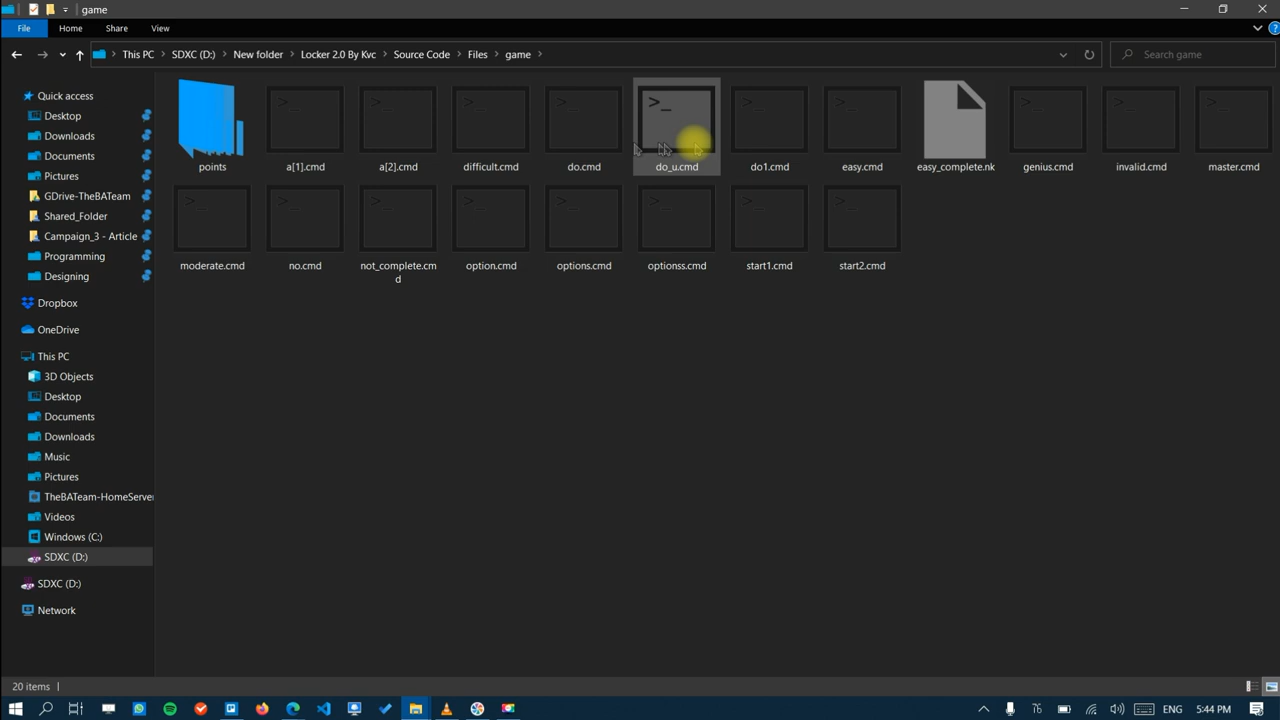 game
File
Home
Share
View
This PC
SDXC (D:)
New folder
Locker 2.0 By Kvc
Source Code
Files
game
Search game
Quick access
Desktop
Downloads
Documents
Pictures
GDrive-TheBATeam
Shared_Folder
Campaign_3 - Article
Programming
Designing
Dropbox
OneDrive
This PC
3D Objects
Desktop
Documents
Downloads
Music
Pictures
TheBATeam-HomeServer
Videos
Windows (C:)
SDXC (D:)
SDXC (D:)
Network
points
a[1].cmd
a[2].cmd
difficult.cmd
do.cmd
do_u.cmd
do1.cmd
easy.cmd
easy_complete.nk
genius.cmd
invalid.cmd
master.cmd
moderate.cmd
no.cmd
not_complete.cm
d
option.cmd
options.cmd
optionss.cmd
start1.cmd
start2.cmd
20 items
ENG
5:44 PM